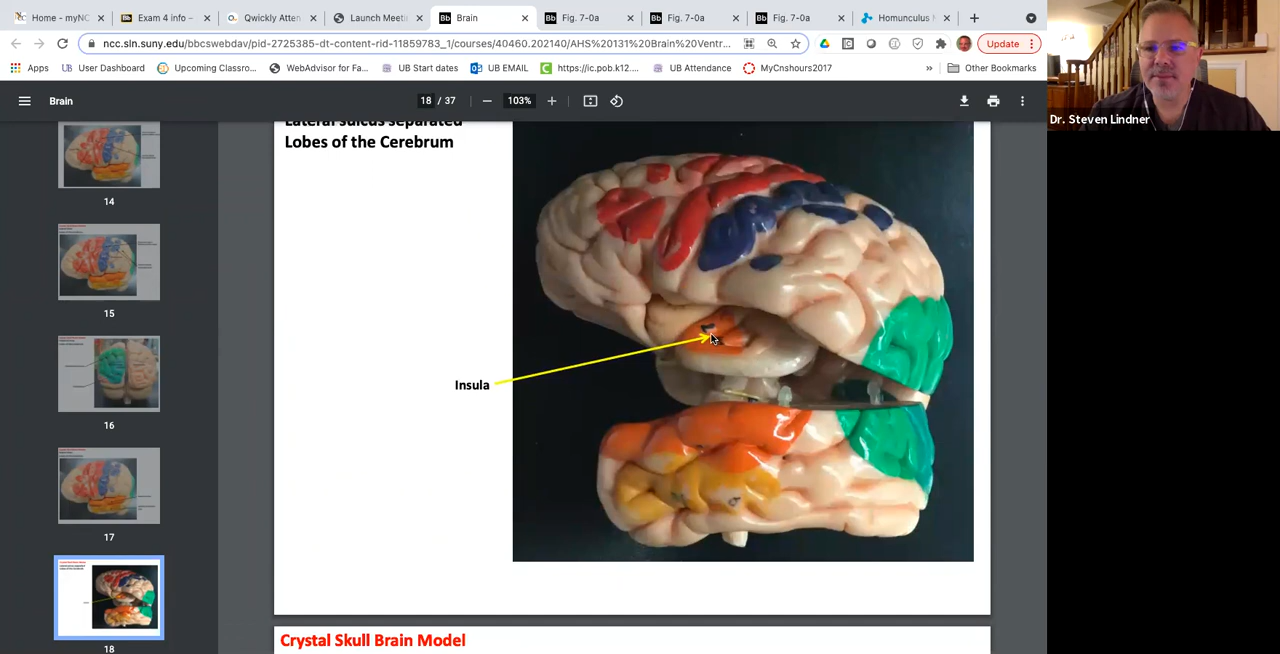 Home - myNC
Exam 4 info –
Qwickly Atten
Launch Meeti
Brain
Fig. 7-0a
Fig. 7-0a
Fig. 7-0a
Homunculus
ncc.sln.suny.edu/bbcswebdav/pid-2725385-dt-content-rid-11859783_1/courses/40460.202140/AHS%20131%20Brain%20Ventr...
Update
Apps
UB User Dashboard
Upcoming Classro...
WebAdvisor for Fa...
UB Start dates
UB EMAIL
https://ic.pob.k12....
UB Attendance
MyCnshours2017
»
Other Bookmarks
Brain
18 / 37
103%
Dr. Steven Lindner
14
15
16
17
18
Lateral sulcus separated
Lobes of the Cerebrum
Insula
Crystal Skull Brain Model